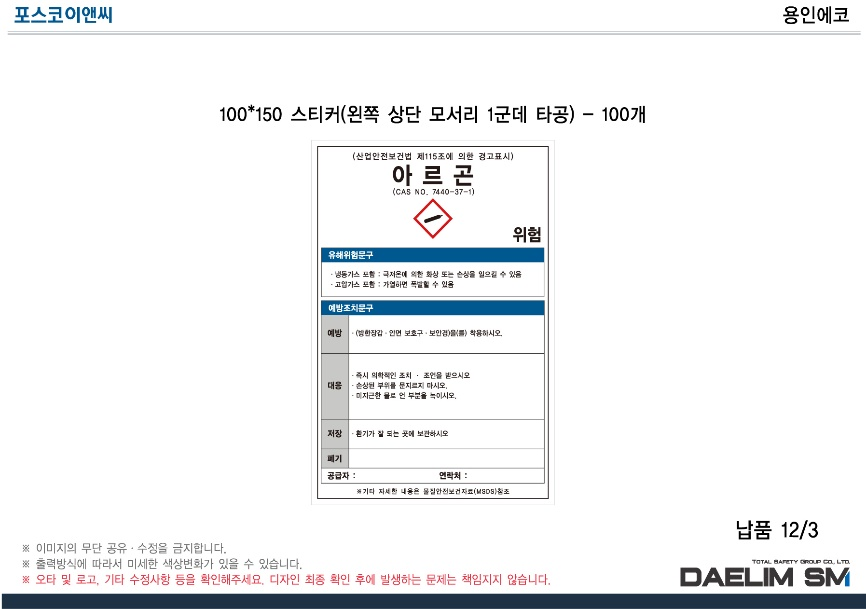 포스코이앤씨
용인에코
100*150 스티커(왼쪽 상단 모서리 1군데 타공) - 100개
(산업안전보건법 제115조에 의한 경고표시)
아르곤
(CAS NO. 7440-37-1)
위험
유해위험문구
· 냉동가스 포함 : 극저온에 의한 화상 또는 손상을 일으킬 수 있음
· 고압가스 포함 : 가열하면 폭발할 수 있음
예방조치문구
예방
· (방한장갑 · 안면 보호구 · 보안경)을(를) 착용하시오.
대응
· 즉시 의학적인 조치 · 조언을 받으시오
· 손상된 부위를 문지르지 마시오.
· 미지근한 물로 언 부분을 녹이시오.
저장
· 환기가 잘 되는 곳에 보관하시오
폐기
공급자 :
연락처 :
※기타 자세한 내용은 물질안전보건자료(MSDS)참조
납품 12/3
※ 이미지의 무단 공유 · 수정을 금지합니다.
※ 출력방식에 따라서 미세한 색상변화가 있을 수 있습니다.
※ 오타 및 로고, 기타 수정사항 등을 확인해주세요. 디자인 최종 확인 후에 발생하는 문제는 책임지지 않습니다.
TOTAL SAFETY GROUP CO., LTD.
DAELIM SM